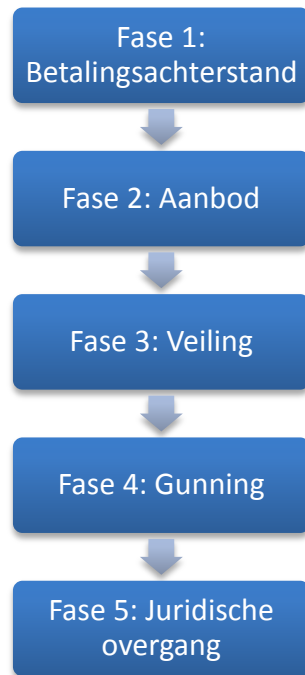 Fase 1:
Betalingsachterstand
Fase 2: Aanbod
Fase 3: Veiling
Fase 4: Gunning
Fase 5: Juridische
overgang